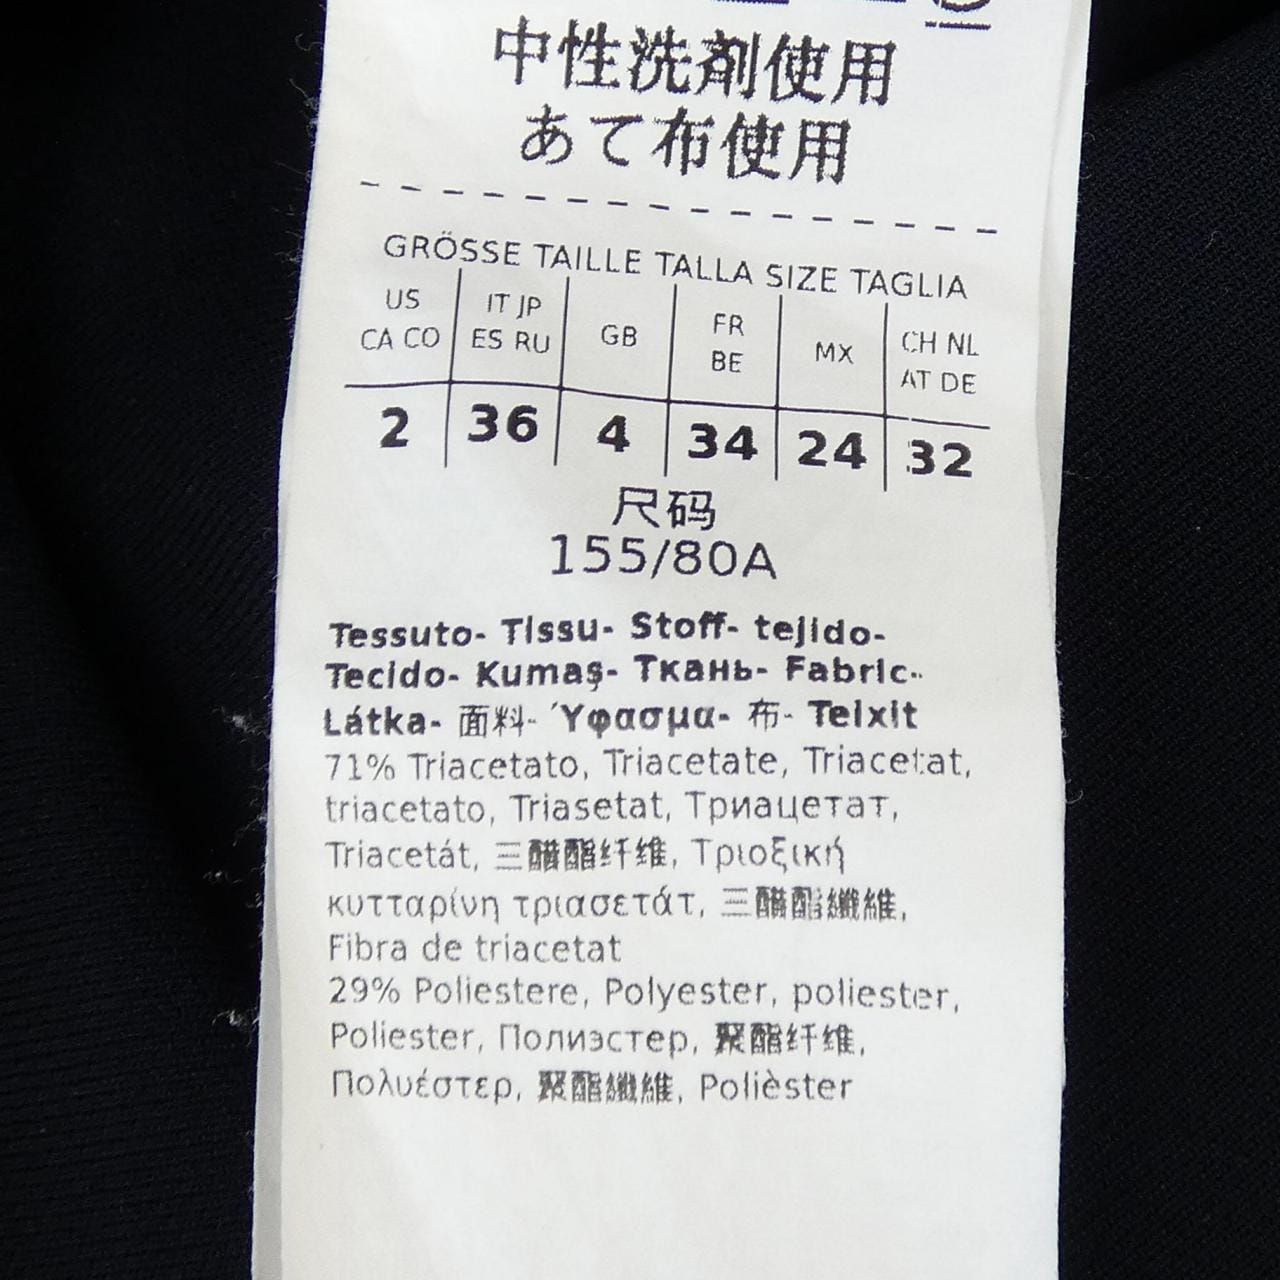 中性洗剤使用
あて布使用
GRÖSSE TAILLE TALLA SIZE TAGLIA
US CA CO
IT JP ES RU
GB
FR BE
MX
CH NL AT DE
2 36 4 34 24 32
尺码
155/80A
Tessuto- Tissu- Stoff- tejido-
Tecido- Kumaş- Ткань- Fabric-
Látka- 面料- Ύφασμα- 布- Teixit
71% Triacetato, Triacetate, Triacetat,
triacetato, Triasetat, Триацетат,
Triacetát, 三醋酯纤维, Τριοξική
κυτταρίνη τριασετάτ, 三醋酯纖維,
Fibra de triacetat
29% Poliestere, Polyester, poliester,
Poliester, Полиэстер, 聚酯纤维,
Πολυέστερ, 聚酯纖維, Polièster